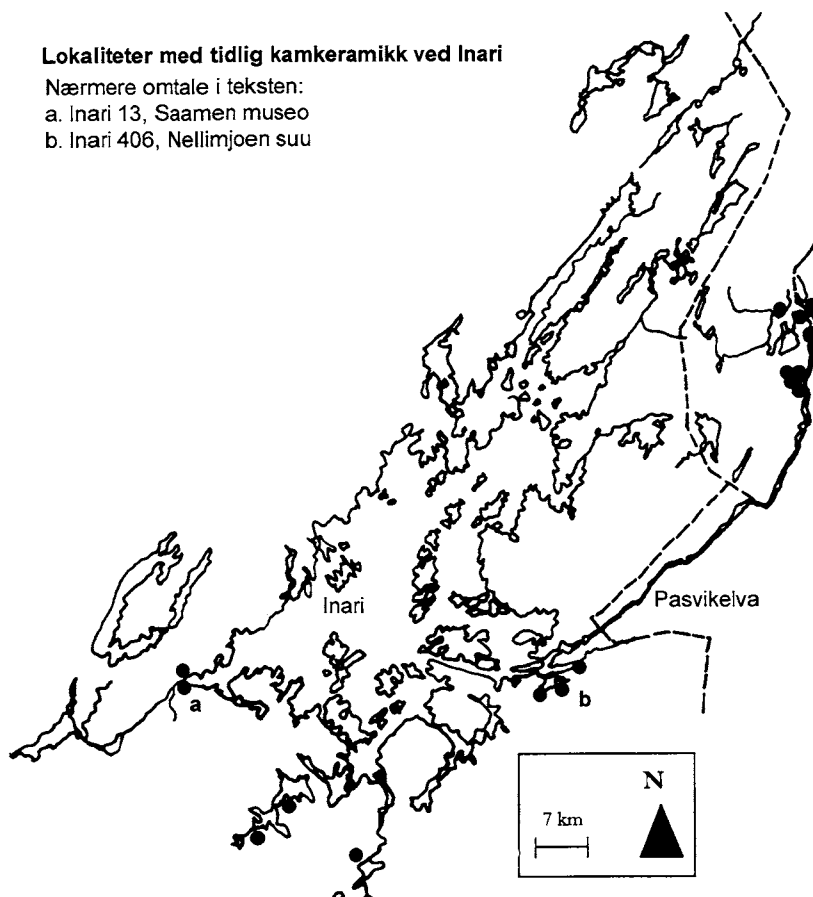 Lokaliteter med tidlig kamkeramikk ved Inari
Nærmere omtale i teksten:
a. Inari 13, Saamen museo
b. Inari 406, Nellimjoen suu
Inari
Pasvikelva
a
b
N
7 km